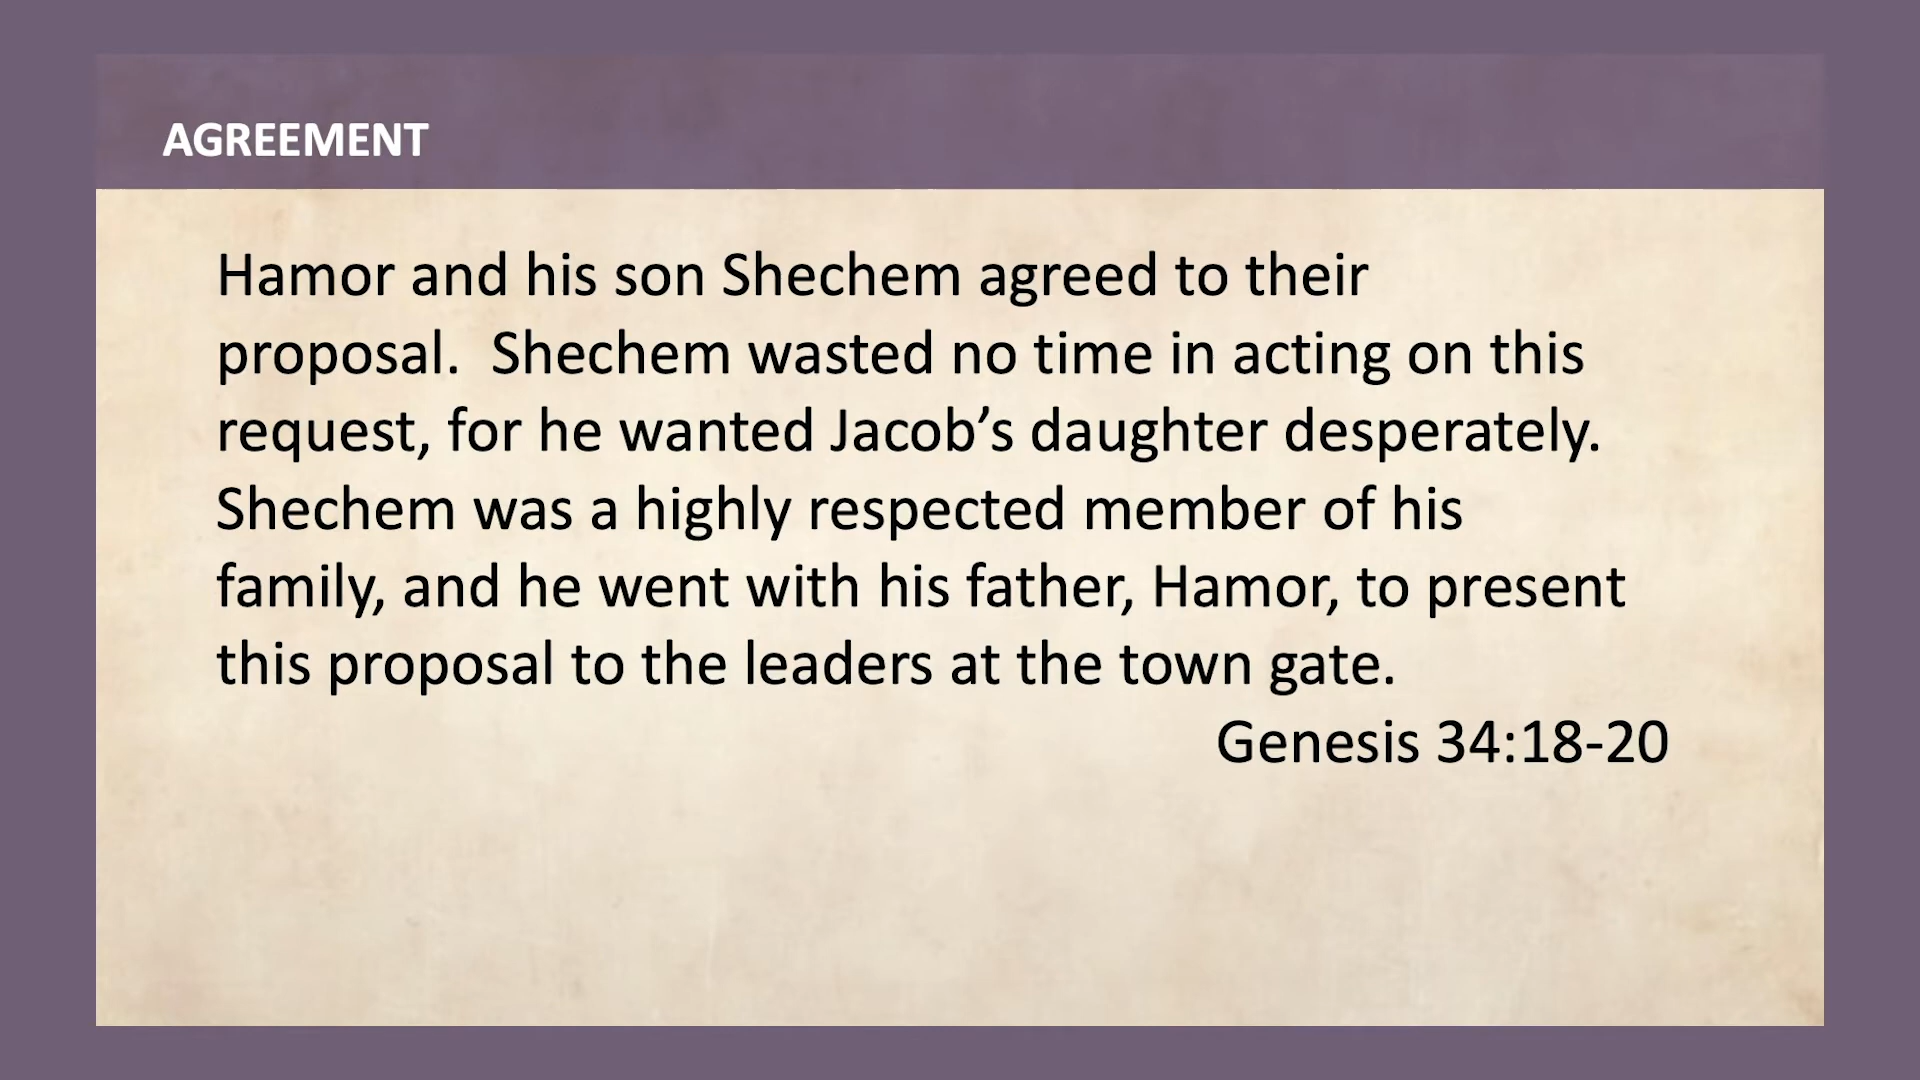 AGREEMENT
Hamor and his son Shechem agreed to their
proposal.  Shechem wasted no time in acting on this
request, for he wanted Jacob’s daughter desperately.
Shechem was a highly respected member of his
family, and he went with his father, Hamor, to present
this proposal to the leaders at the town gate.
Genesis 34:18-20